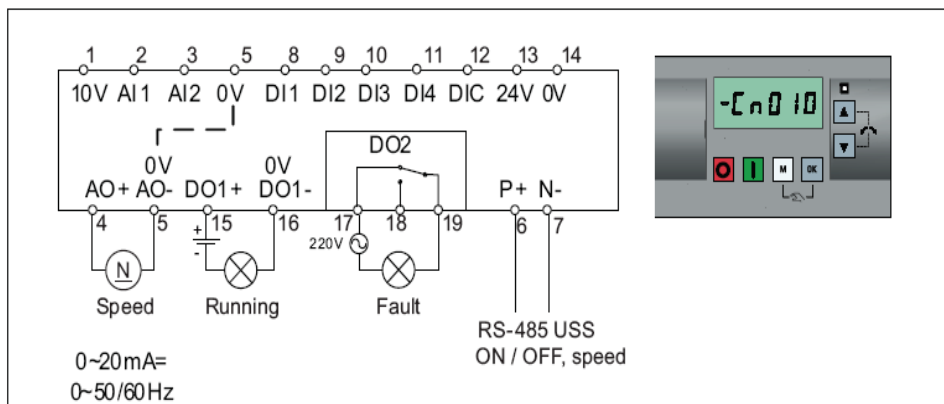 1 2 3 5 8 9 10 11 12 13 14
10V AI1 AI2 0V DI1 DI2 DI3 DI4 DIC 24V 0V
-Cn010
M OK
DO2
0V 0V
AO+ AO- DO1+ DO1- P+ N-
4 5 15 16 17 18 19 6 7
+
-
220V
N
Speed Running Fault
RS-485 USS
ON / OFF, speed
0~20mA=
0~50/60Hz